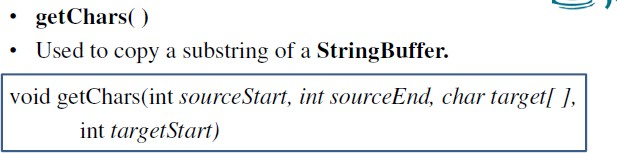 • getChars( )
• Used to copy a substring of a StringBuffer.
void getChars(int sourceStart, int sourceEnd, char target[ ],
int targetStart)